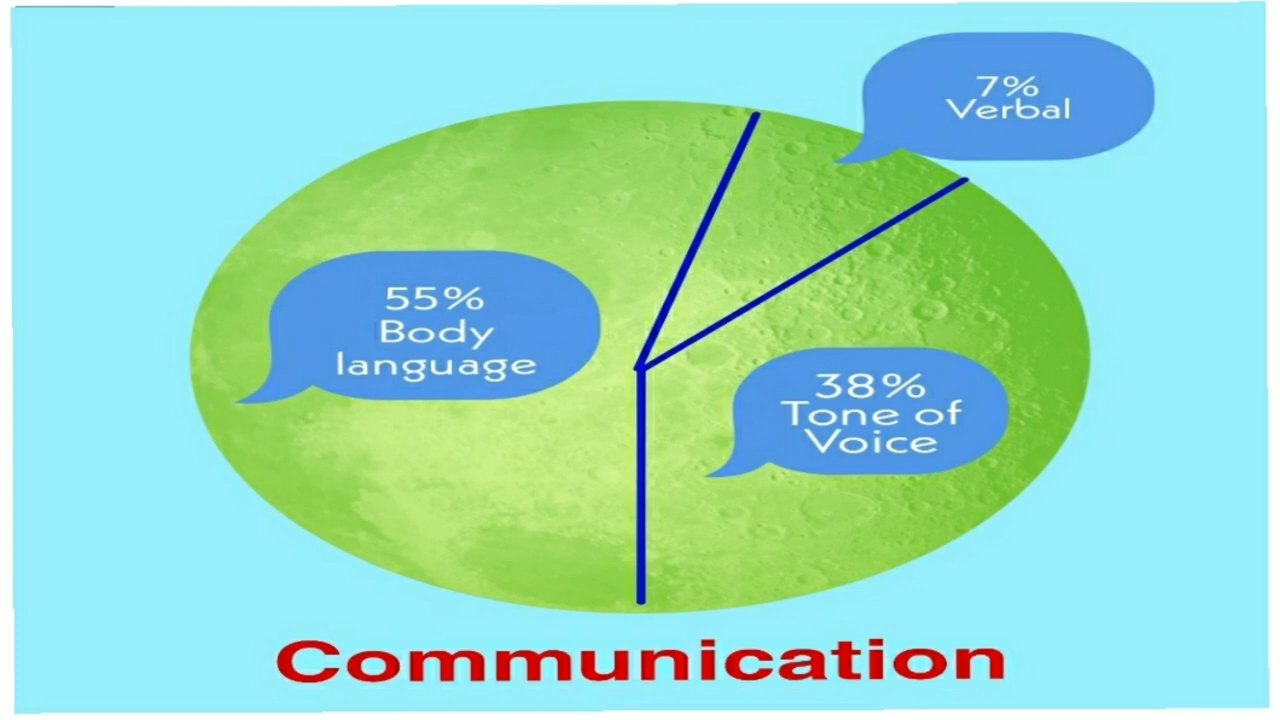 7%
Verbal
55%
Body
language
38%
Tone of
Voice
Communication